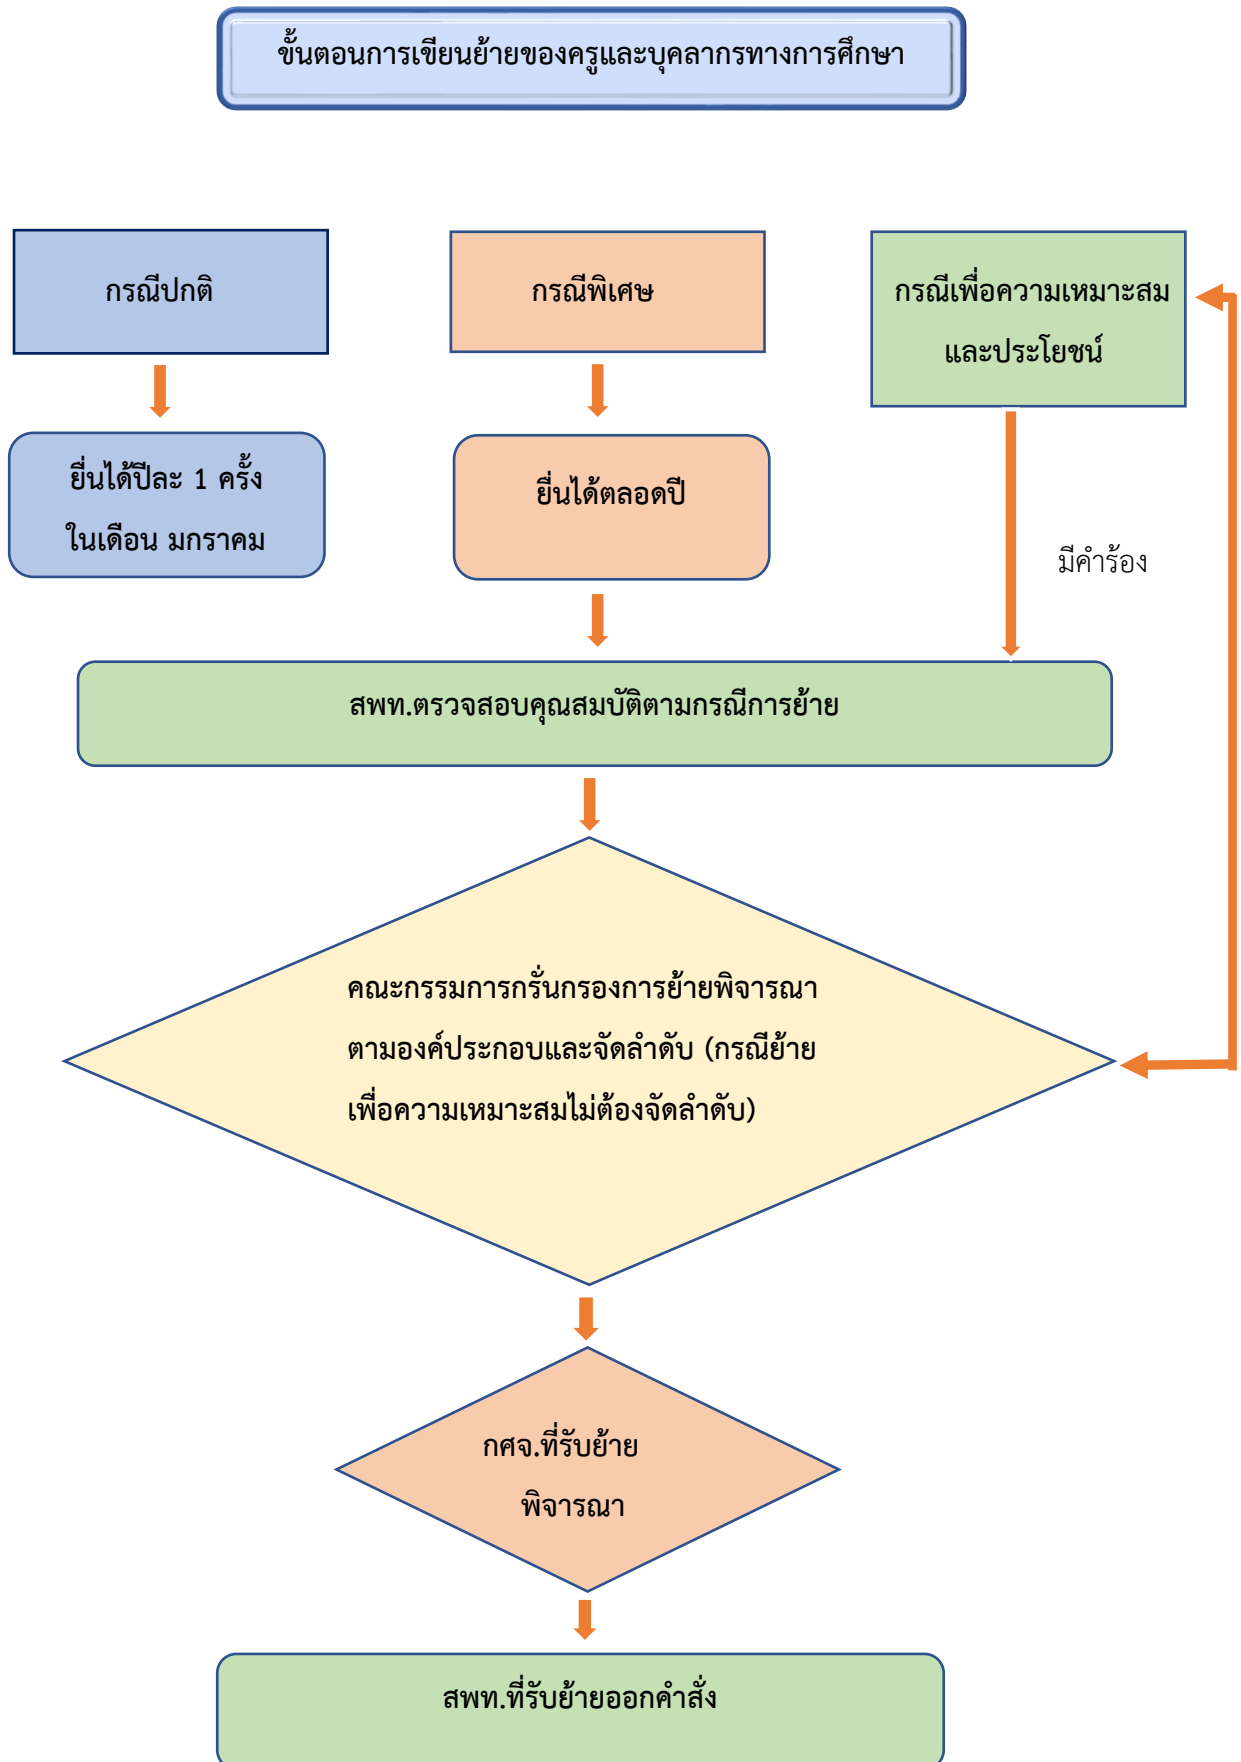 ขั้นตอนการเขียนย้ายของครูและบุคลากรทางการศึกษา
กรณีปกติ
กรณีพิเศษ
กรณีเพื่อความเหมาะสม
และประโยชน์
ยื่นได้ปีละ 1 ครั้ง
ในเดือน มกราคม
ยื่นได้ตลอดปี
มีคำร้อง
สพท.ตรวจสอบคุณสมบัติตามกรณีการย้าย
คณะกรรมการกรั่นกรองการย้ายพิจารณา
ตามองค์ประกอบและจัดลำดับ (กรณีย้าย
เพื่อความเหมาะสมไม่ต้องจัดลำดับ)
กศจ.ที่รับย้าย
พิจารณา
สพท.ที่รับย้ายออกคำสั่ง